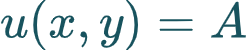 u(x, y) = A